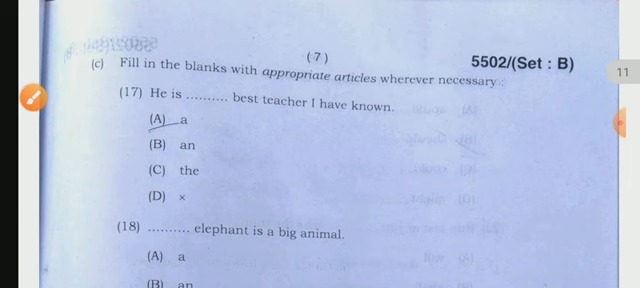 (7)
5502/(Set : B)
(c) Fill in the blanks with appropriate articles wherever necessary :
11
(17) He is .......... best teacher I have known.
(A) a
(B) an
(C) the
(D) ×
(18) .......... elephant is a big animal.
(A) a
(B) an